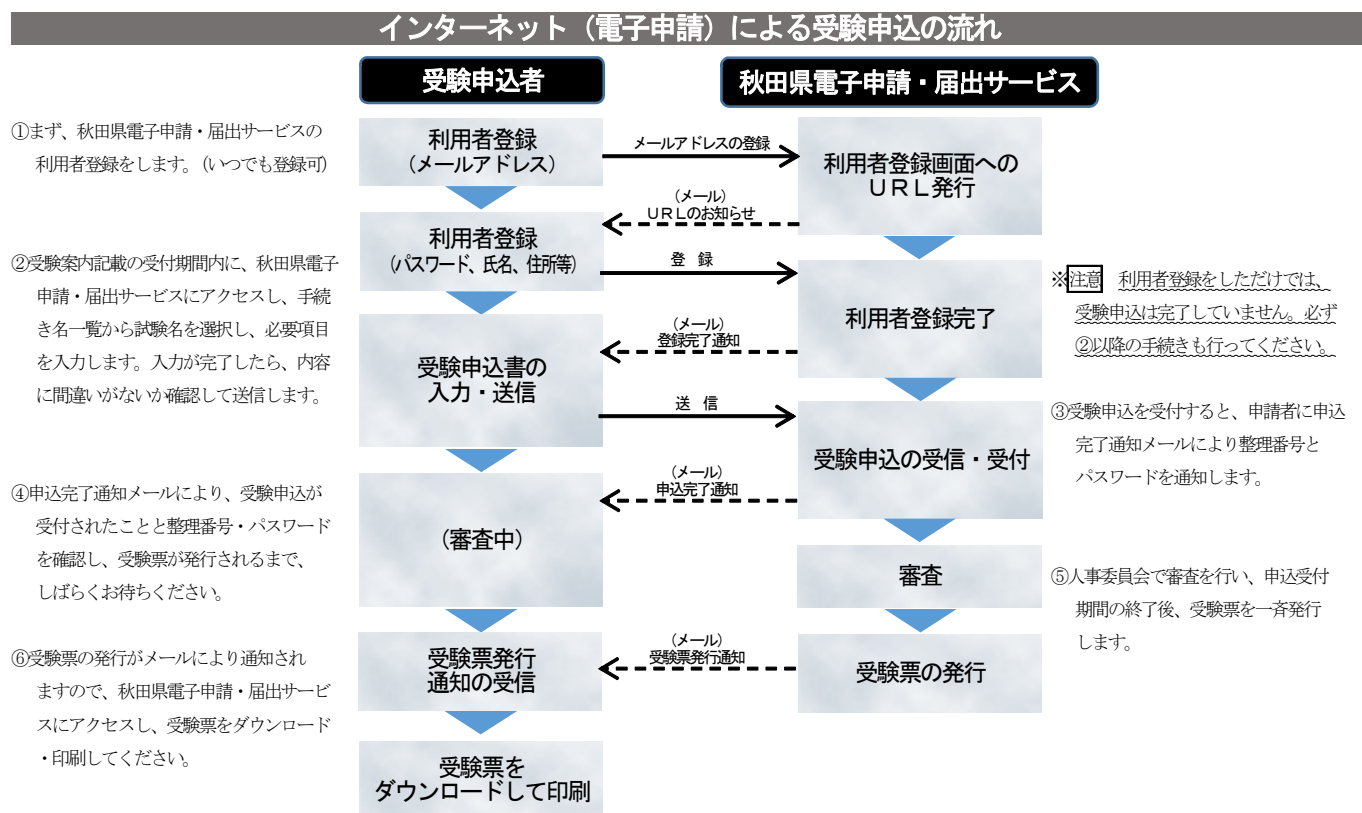 インターネット（電子申請）による受験申込の流れ
受験申込者
秋田県電子申請・届出サービス
①まず、秋田県電子申請・届出サービスの
利用者登録をします。（いつでも登録可）
利用者登録
（メールアドレス）
メールアドレスの登録
利用者登録画面への
ＵＲＬ発行
（メール）
ＵＲＬのお知らせ
利用者登録
（パスワード、氏名、住所等）
登 録
②受験案内記載の受付期間内に、秋田県電子
申請・届出サービスにアクセスし、手続
き名一覧から試験名を選択し、必要項目
を入力します。入力が完了したら、内容
に間違いがないか確認して送信します。
利用者登録完了
※注意 利用者登録をしただけでは、
受験申込は完了していません。必ず
②以降の手続きも行ってください。
（メール）
登録完了通知
受験申込書の
入力・送信
送 信
受験申込の受信・受付
③受験申込を受付すると、申請者に申込
完了通知メールにより整理番号と
パスワードを通知します。
（メール）
申込完了通知
④申込完了通知メールにより、受験申込が
受付されたことと整理番号・パスワード
を確認し、受験票が発行されるまで、
しばらくお待ちください。
（審査中）
審査
⑤人事委員会で審査を行い、申込受付
期間の終了後、受験票を一斉発行
します。
⑥受験票の発行がメールにより通知され
ますので、秋田県電子申請・届出サービ
スにアクセスし、受験票をダウンロード
・印刷してください。
受験票発行
通知の受信
（メール）
受験票発行通知
受験票の発行
受験票を
ダウンロードして印刷